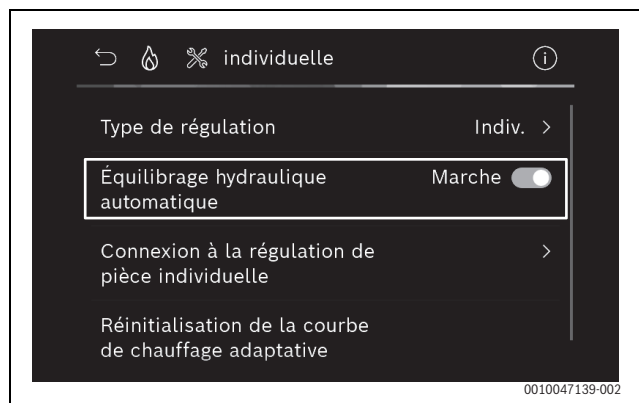 individuelle
Type de régulation Indiv. >
Équilibrage hydraulique Marche
automatique
Connexion à la régulation de >
pièce individuelle
Réinitialisation de la courbe
de chauffage adaptative
0010047139-002